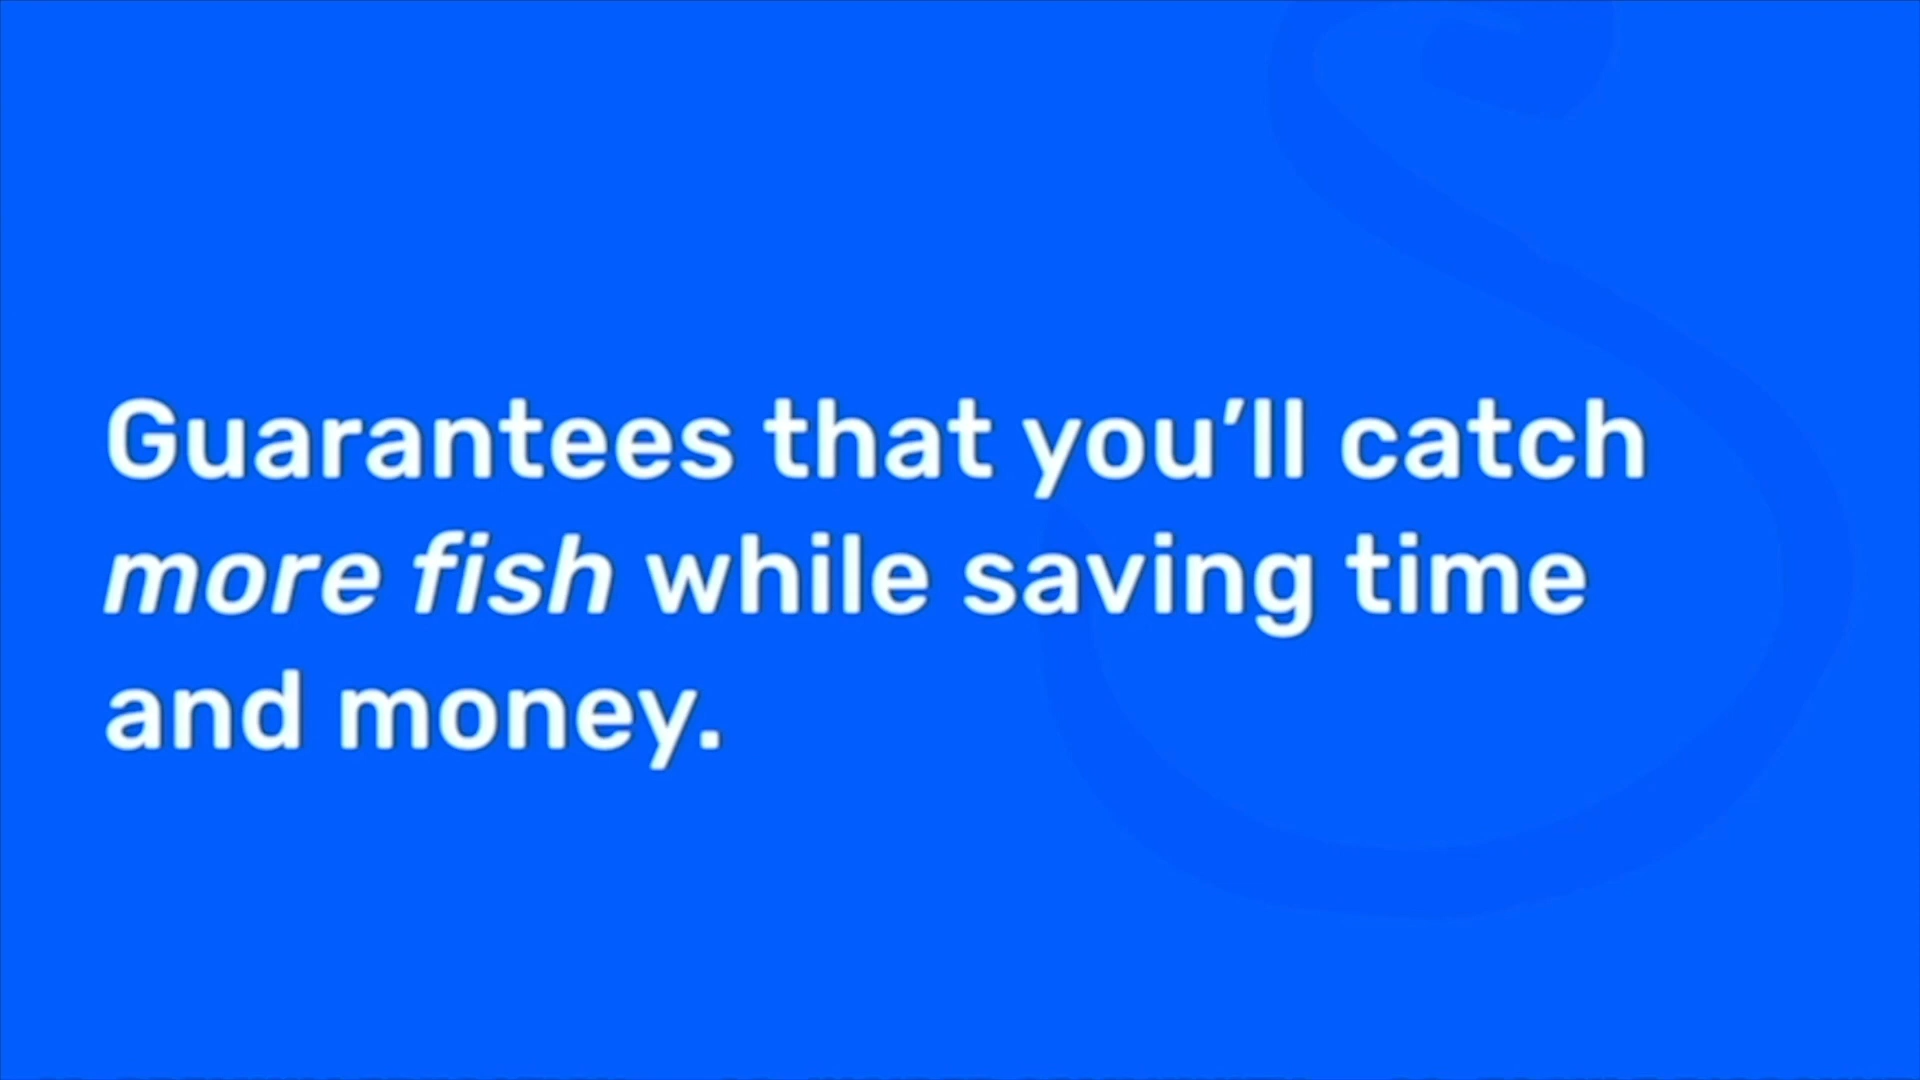 Guarantees that you’ll catch
more fish while saving time
and money.